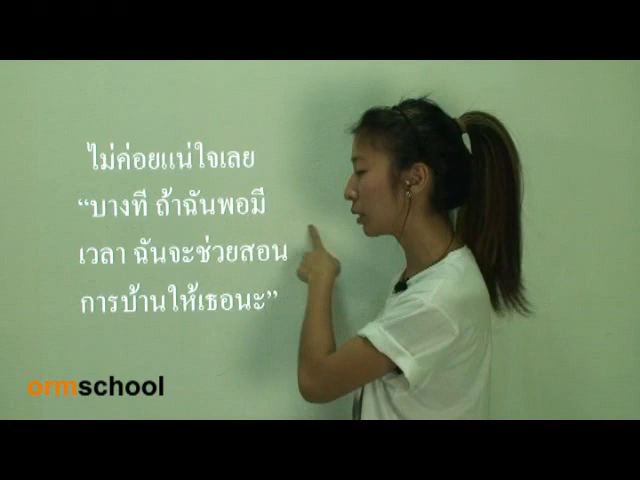 ไม่ค่อยแน่ใจเลย
“บางที ถ้าฉันพอมี
เวลา ฉันจะช่วยสอน
การบ้านให้เธอนะ”
ormschool